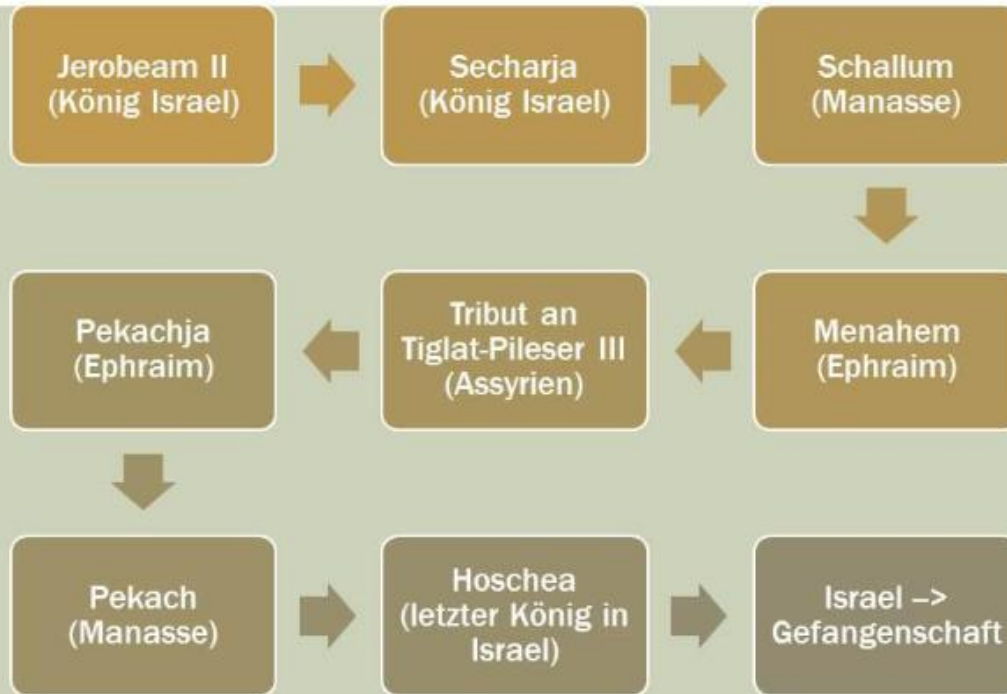 Jerobeam II
(König Israel)
Secharja
(König Israel)
Schallum
(Manasse)
Menahem
(Ephraim)
Tribut an
Tiglat-Pileser III
(Assyrien)
Pekachja
(Ephraim)
Pekach
(Manasse)
Hoschea
(letzter König in
Israel)
Israel –>
Gefangenschaft